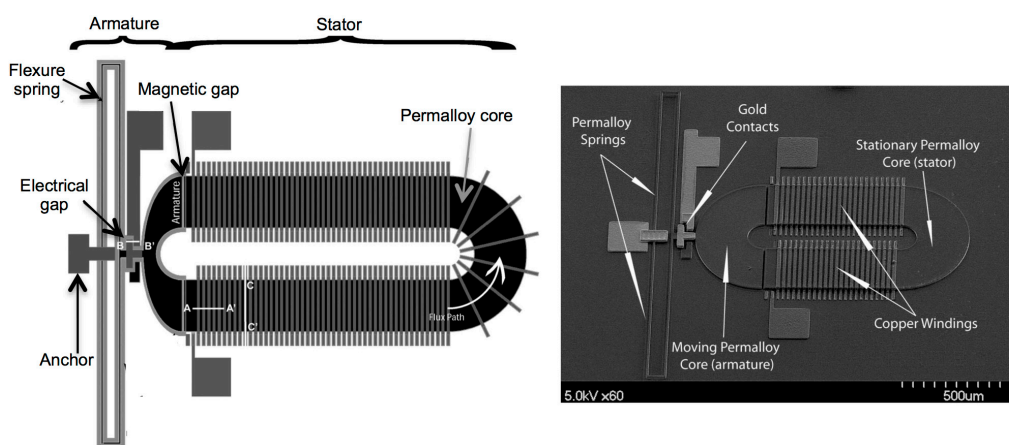 Armature
Stator
Flexure
spring
Magnetic gap
Permalloy core
Armature
Electrical
gap
B B'
A A'
C
C'
Flux Path
Anchor
Permalloy
Springs
Gold
Contacts
Stationary Permalloy
Core (stator)
Copper Windings
Moving Permalloy
Core (armature)
5.0kV x60
500um